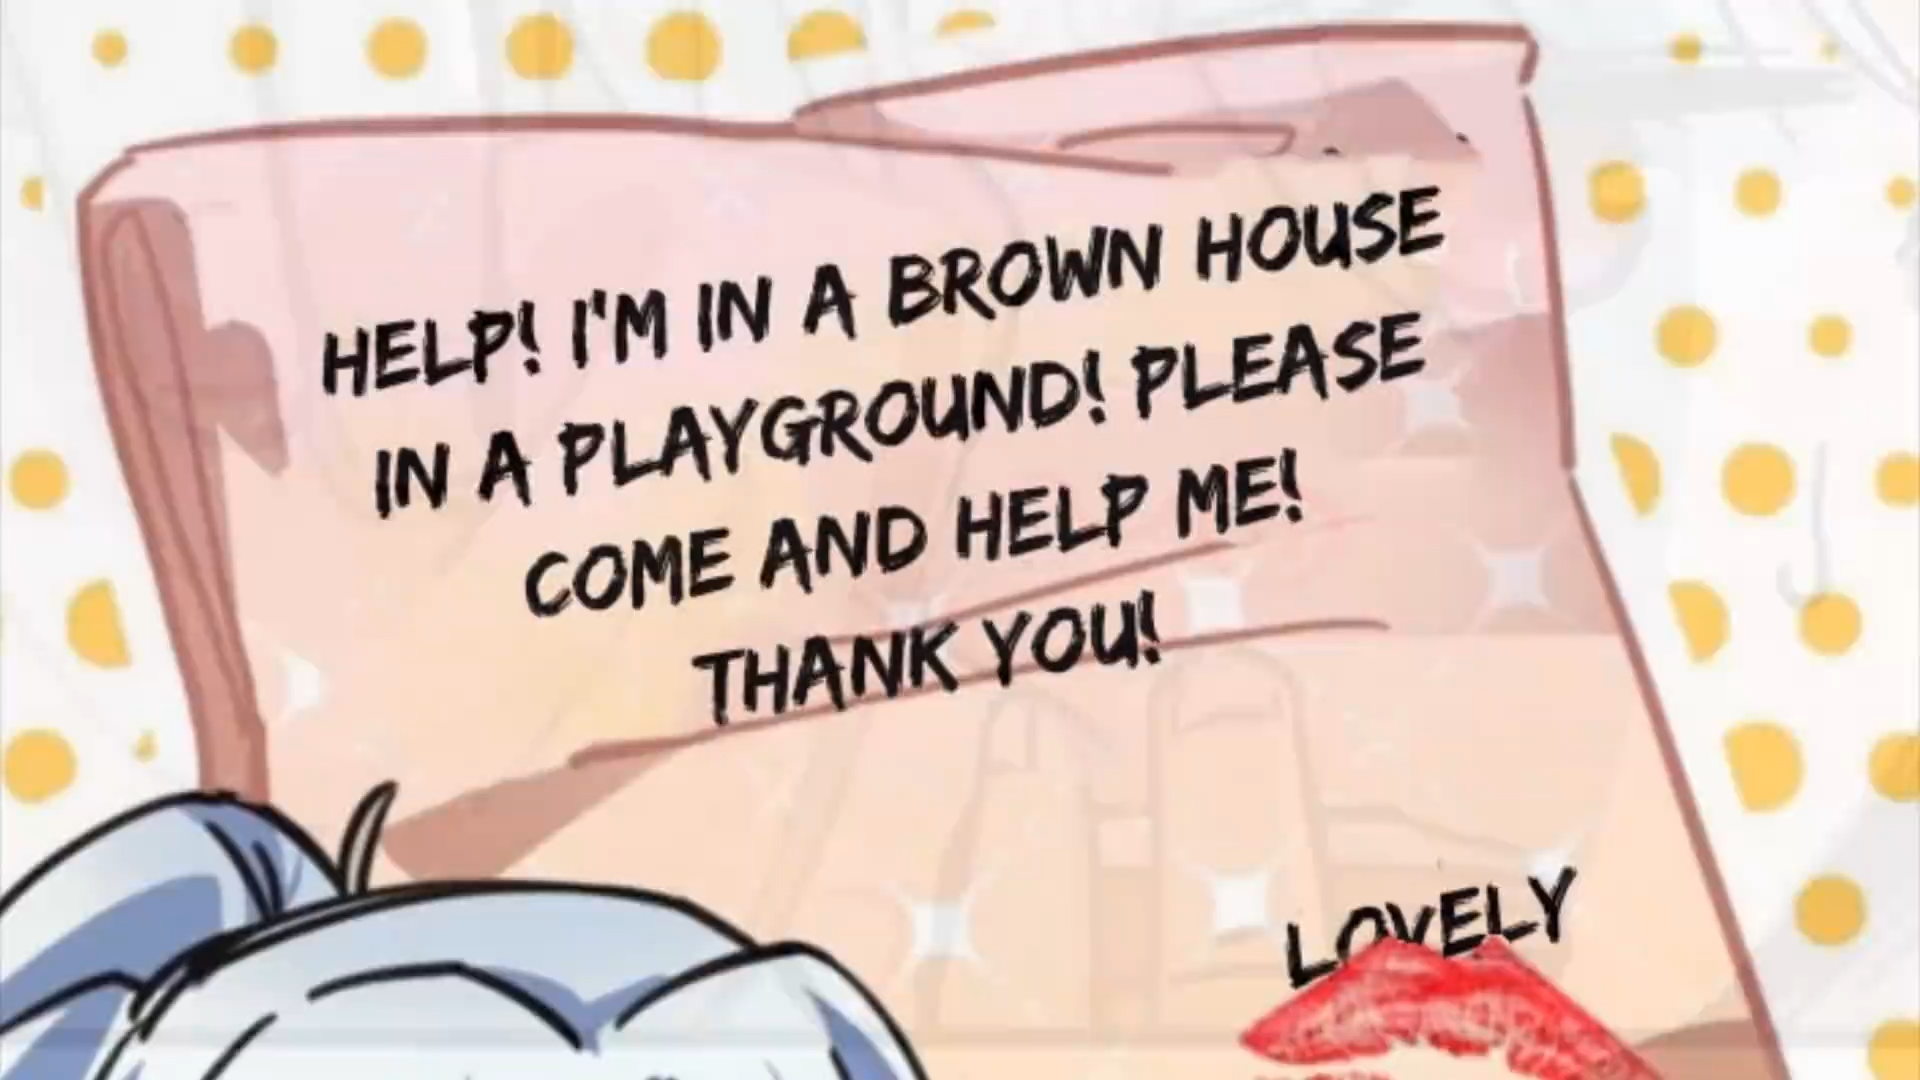 HELP! I'M IN A BROWN HOUSE
IN A PLAYGROUND! PLEASE
COME AND HELP ME!
THANK YOU!
LOVELY